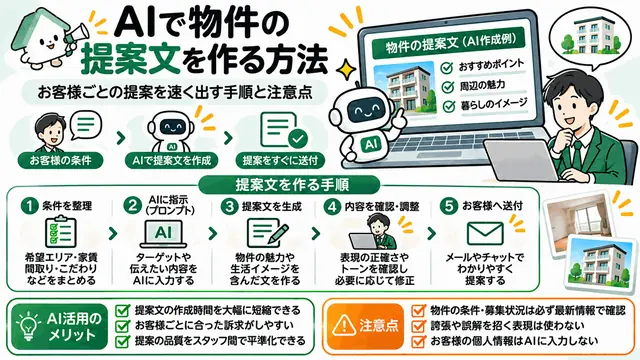 AIで物件の
提案文を作る方法
お客様ごとの提案を速く出す手順と注意点
お客様の条件
AI
AIで提案文を作成
提案をすぐに送付
物件の提案文（AI作成例）
おすすめポイント
周辺の魅力
暮らしのイメージ
AI
提案文を作る手順
1 条件を整理
希望エリア・家賃
間取り・こだわり
などをまとめる
2 AIに指示
(プロンプト)
AI
ターゲットや
伝えたい内容を
AIに入力する
3 提案文を生成
物件の魅力や
生活イメージを
含んだ文を作る
4 内容を確認・調整
表現の正確さや
トーンを確認し
必要に応じて修正
5 お客様へ送付
メールやチャットで
わかりやすく
提案する
AI活用の
メリット
提案文の作成時間を大幅に短縮できる
お客様ごとに合った訴求がしやすい
提案の品質をスタッフ間で平準化できる
注意点
物件の条件・募集状況は必ず最新情報で確認
誇張や誤解を招く表現は使わない
お客様の個人情報はAIに入力しない